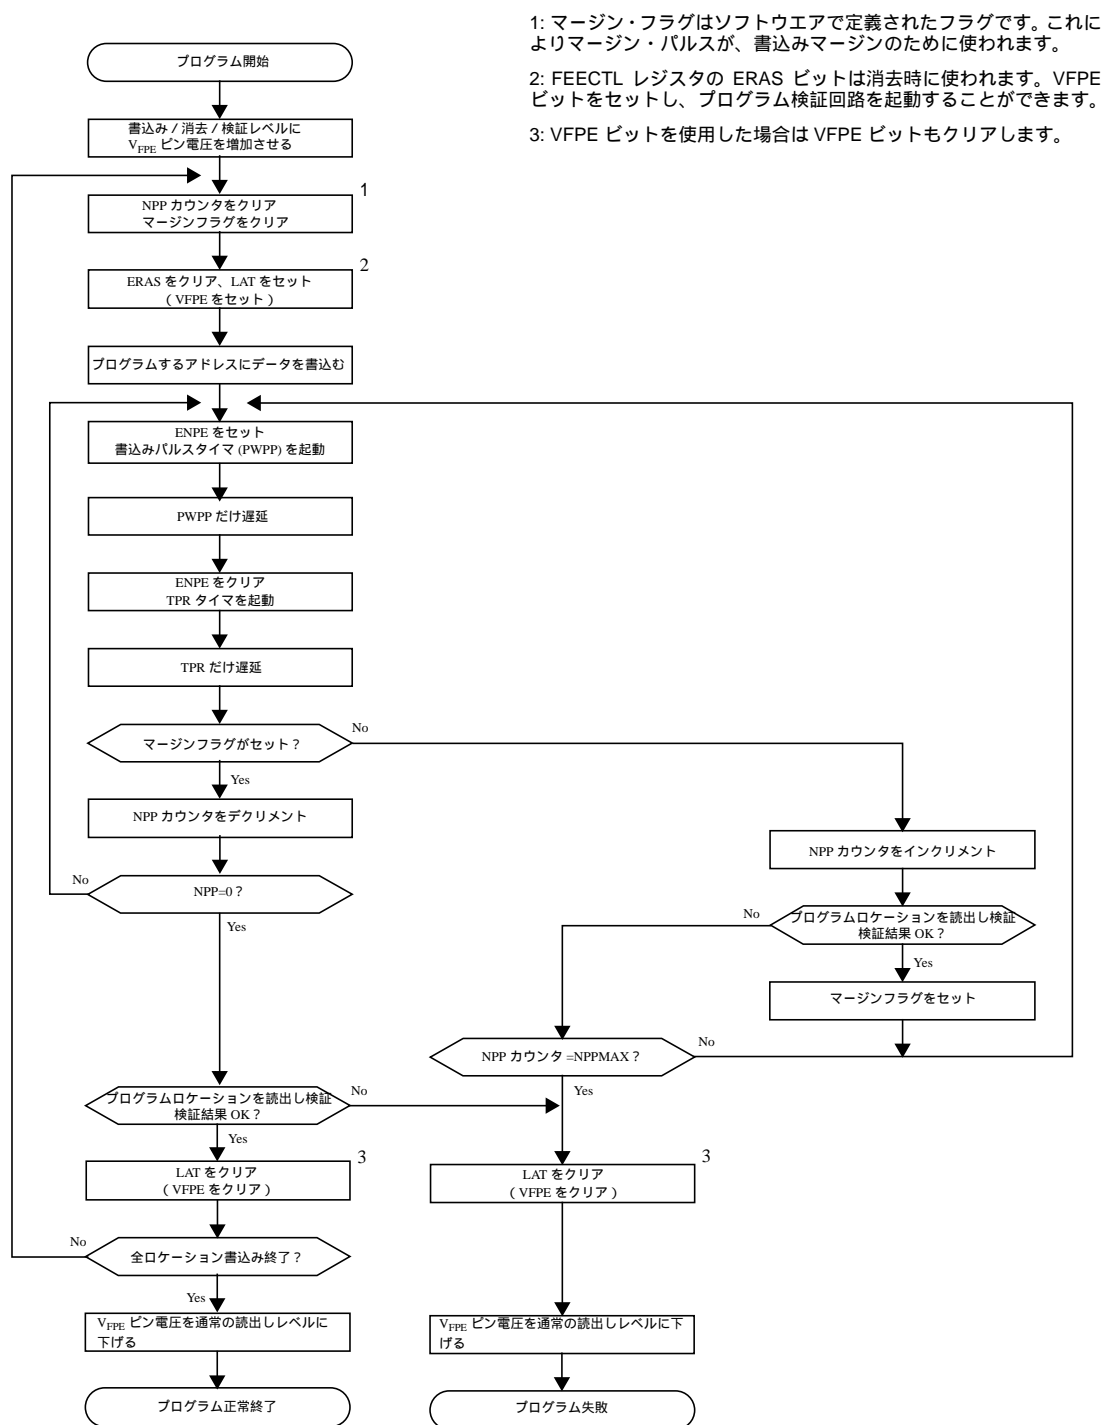 1: マージン・フラグはソフトウエアで定義されたフラグです。これに
よりマージン・パルスが、書込みマージンのために使われます。
2: FEECTL レジスタの ERAS ビットは消去時に使われます。VFPE
ビットをセットし、プログラム検証回路を起動することができます。
3: VFPE ビットを使用した場合は VFPE ビットもクリアします。
プログラム開始
書込み / 消去 / 検証レベルに
VFPE ピン電圧を増加させる
1
NPP カウンタをクリア
マージンフラグをクリア
2
ERAS をクリア、LAT をセット
( VFPE をセット )
プログラムするアドレスにデータを書込む
ENPE をセット
書込みパルスタイマ (PWPP) を起動
PWPP だけ遅延
ENPE をクリア
TPR タイマを起動
TPR だけ遅延
マージンフラグがセット ?
No
Yes
NPP カウンタをデクリメント
NPP=0 ?
No
Yes
NPP カウンタをインクリメント
プログラムロケーションを読出し検証
検証結果 OK ?
No
Yes
マージンフラグをセット
NPP カウンタ =NPPMAX ?
No
Yes
プログラムロケーションを読出し検証
検証結果 OK ?
No
Yes
3
LAT をクリア
( VFPE をクリア )
3
LAT をクリア
( VFPE をクリア )
全ロケーション書込み終了 ?
No
Yes
VFPE ピン電圧を通常の読出しレベルに
下げる
VFPE ピン電圧を通常の読出しレベルに下
げる
プログラム正常終了
プログラム失敗